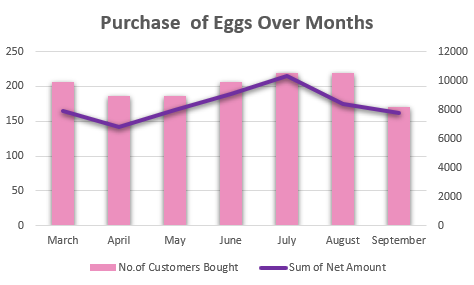 Purchase  of Eggs Over Months
250 12000
200 10000
150 8000
100 6000
50 4000
0 2000
0
March April May June July August September
No.of Customers Bought Sum of Net Amount